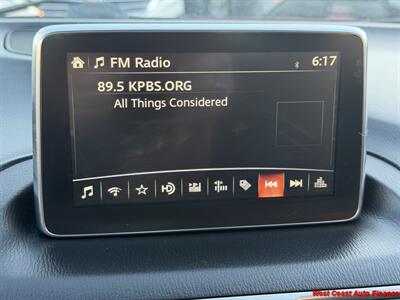 FM Radio
6:17
89.5 KPBS.ORG
All Things Considered
West Coast Auto Finance